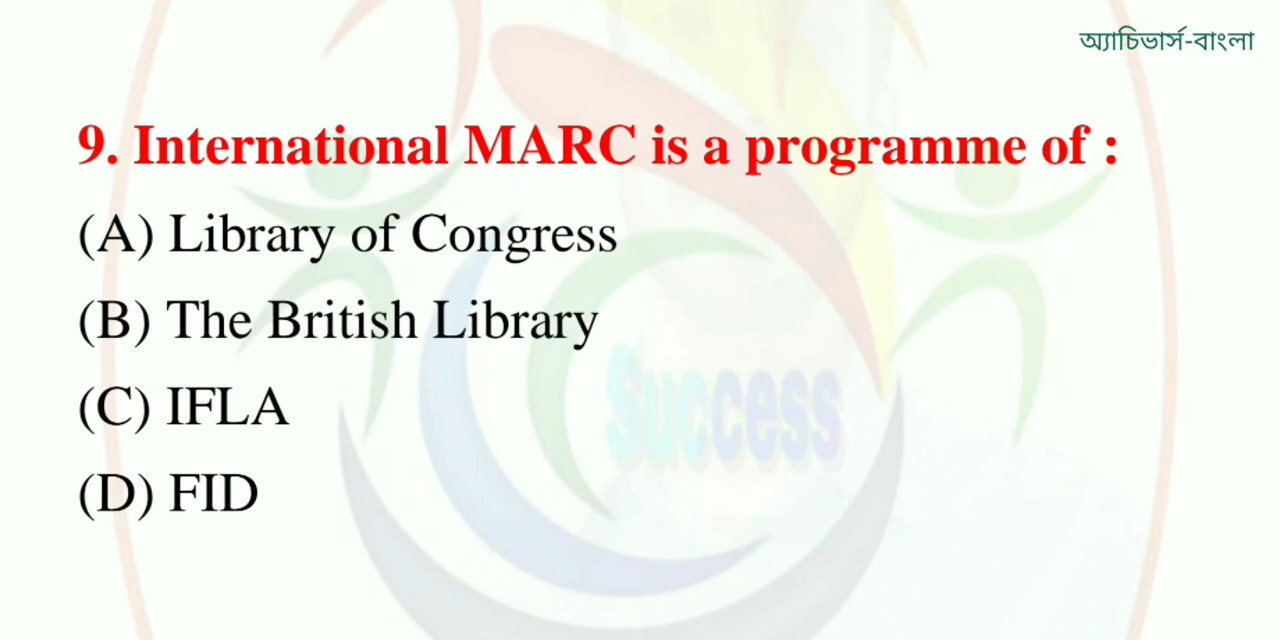 অ্যাচিভার্স-বাংলা
9. International MARC is a programme of :
(A) Library of Congress
(B) The British Library
(C) IFLA
(D) FID
Success